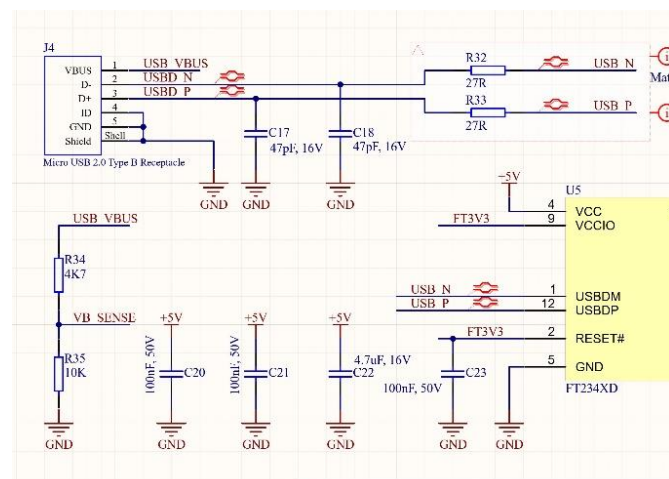 J4
VBUS 1 USB_VBUS
D- 2 USBD_N
D+ 3 USBD_P
ID 4
GND 5
Shield Shell
Micro USB 2.0 Type B Receptacle
C17
47pF, 16V
C18
47pF, 16V
R32
27R
USB_N
R33
27R
USB_P
i
Mat
i
GND
GND
GND
USB_VBUS
R34
4K7
VB_SENSE
R35
10K
GND
+5V
100nF, 50V
C20
GND
+5V
100nF, 50V
C21
GND
+5V
4.7uF, 16V
C22
GND
+5V
U5
4 VCC
FT3V3 9 VCCIO
USB_N 1 USBDM
USB_P 12 USBDP
FT3V3 2 RESET#
5 GND
C23
100nF, 50V
FT234XD
GND
GND